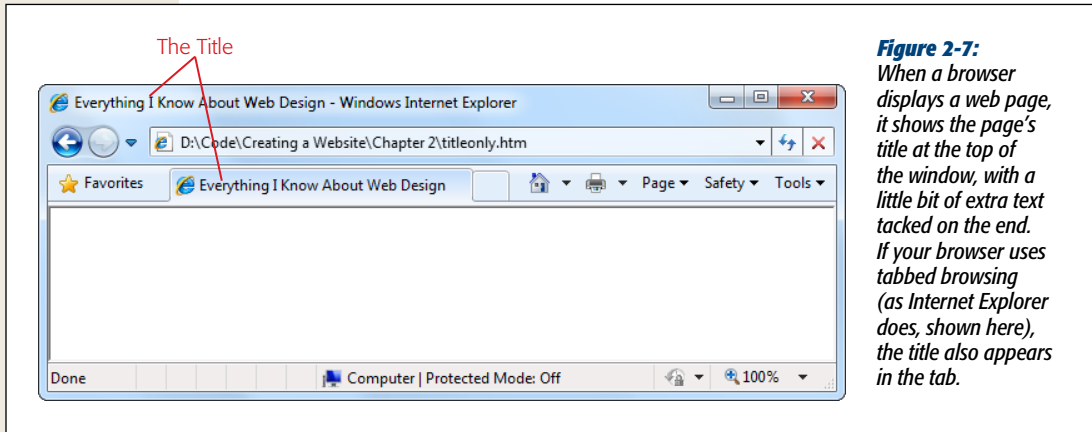 The Title
Everything I Know About Web Design - Windows Internet Explorer
D:\Code\Creating a Website\Chapter 2\titleonly.htm
Favorites
Everything I Know About Web Design
Page
Safety
Tools
Done
Computer | Protected Mode: Off
100%
Figure 2-7:
When a browser
displays a web page,
it shows the page's
title at the top of
the window, with a
little bit of extra text
tacked on the end.
If your browser uses
tabbed browsing
(as Internet Explorer
does, shown here),
the title also appears
in the tab.